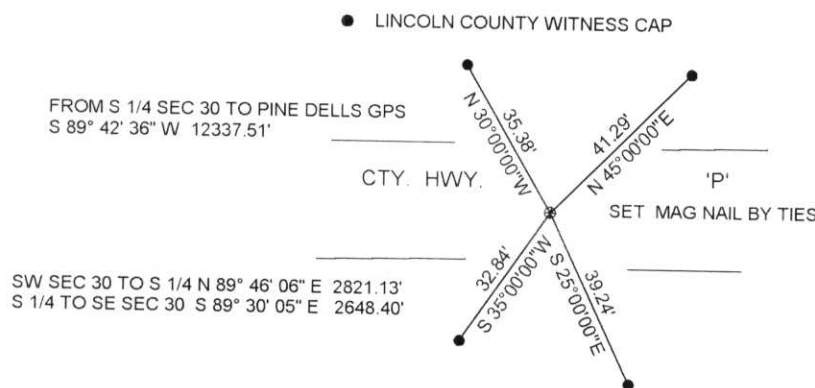 ● LINCOLN COUNTY WITNESS CAP
FROM S 1/4 SEC 30 TO PINE DELLS GPS
S 89° 42' 36" W 12337.51'
35.38'
N 30°00'00"W
41.29'
N 45°00'00"E
CTY. HWY.
'P'
SET MAG NAIL BY TIES
32.84'
S 35°00'00"W
39.24'
S 25°00'00"E
SW SEC 30 TO S 1/4 N 89° 46' 06" E 2821.13'
S 1/4 TO SE SEC 30 S 89° 30' 05" E 2648.40'